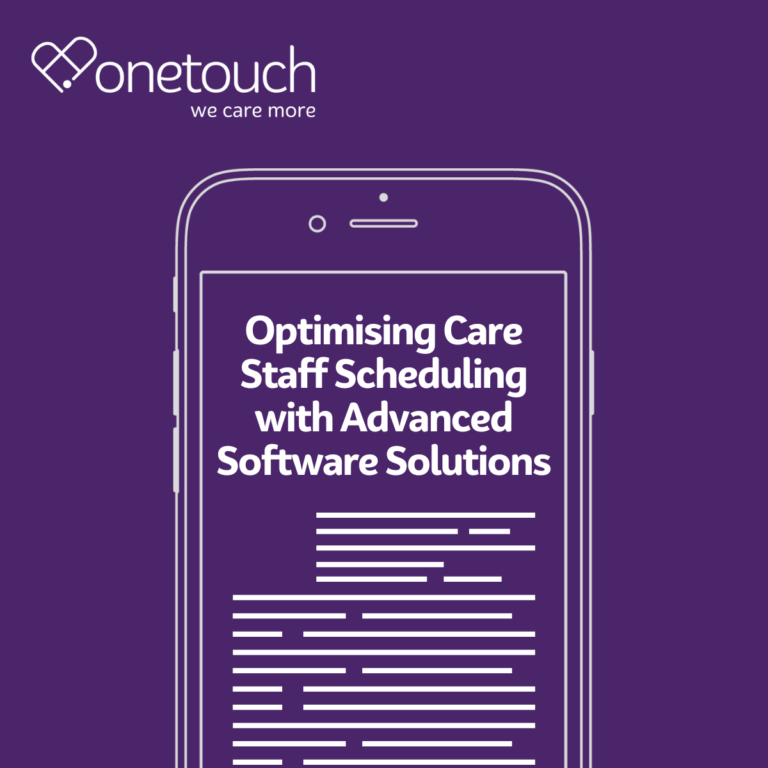 onetouch
we care more
Optimising Care
Staff Scheduling
with Advanced
Software Solutions